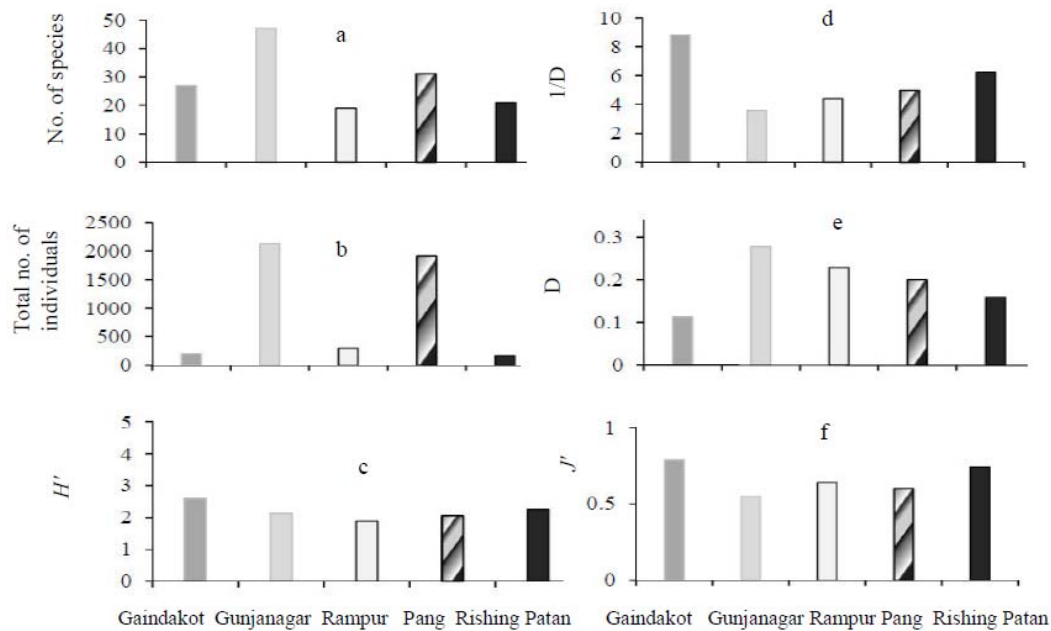 No. of species
50
40
30
20
10
0
a
1/D
10
8
6
4
2
0
d
Total no. of
individuals
2500
2000
1500
1000
500
0
b
D
0.3
0.2
0.1
0
e
H'
5
4
3
2
1
0
c
Gaindakot Gunjanagar Rampur Pang Rishing Patan
J'
1
0.5
0
f
Gaindakot Gunjanagar Rampur Pang Rishing Patan